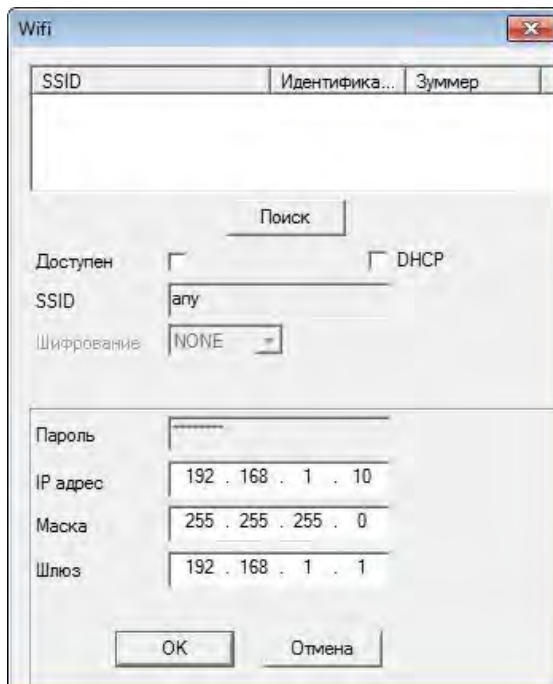 Wifi
SSID Идентифика... Зуммер
Поиск
Доступен DHCP
SSID any
Шифрование NONE
Пароль --------
IP адрес 192 . 168 . 1 . 10
Маска 255 . 255 . 255 . 0
Шлюз 192 . 168 . 1 . 1
OK Отмена